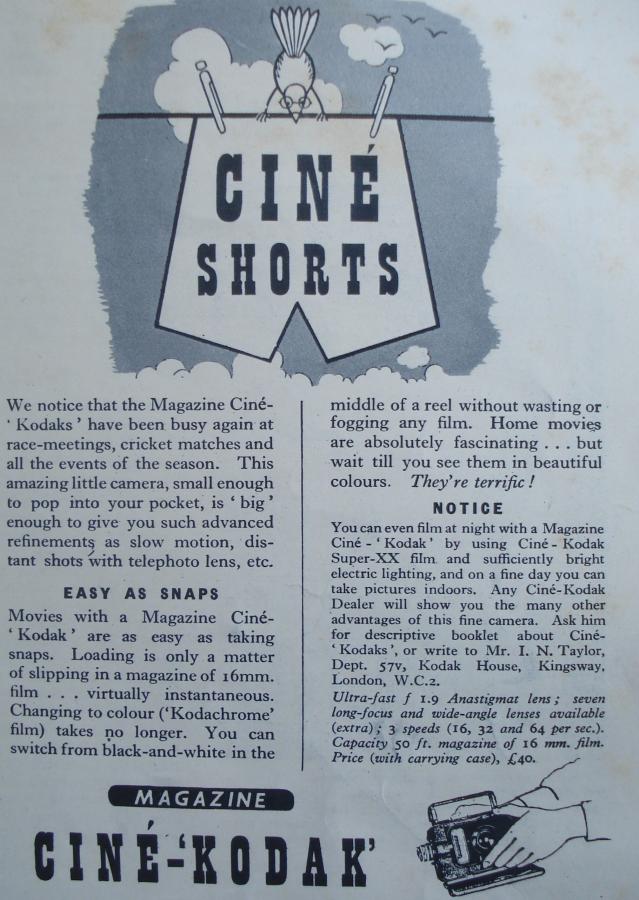 CINÉ
SHORTS
We notice that the Magazine Ciné-
'Kodaks' have been busy again at
race-meetings, cricket matches and
all the events of the season. This
amazing little camera, small enough
to pop into your pocket, is 'big'
enough to give you such advanced
refinements as slow motion, dis-
tant shots with telephoto lens, etc.
EASY AS SNAPS
Movies with a Magazine Ciné-
'Kodak' are as easy as taking
snaps. Loading is only a matter
of slipping in a magazine of 16mm.
film . . . virtually instantaneous.
Changing to colour ('Kodachrome'
film) takes no longer. You can
switch from black-and-white in the
middle of a reel without wasting or
fogging any film. Home movies
are absolutely fascinating . . . but
wait till you see them in beautiful
colours. They're terrific!
NOTICE
You can even film at night with a Magazine
Ciné-'Kodak' by using Ciné-Kodak
Super-XX film and sufficiently bright
electric lighting, and on a fine day you can
take pictures indoors. Any Ciné-Kodak
Dealer will show you the many other
advantages of this fine camera. Ask him
for descriptive booklet about Ciné-
'Kodaks', or write to Mr. I. N. Taylor,
Dept. 57v, Kodak House, Kingsway,
London, W.C.2.
Ultra-fast f 1.9 Anastigmat lens; seven
long-focus and wide-angle lenses available
(extra); 3 speeds (16, 32 and 64 per sec.).
Capacity 50 ft. magazine of 16 mm. film.
Price (with carrying case), £40.
MAGAZINE
CINÉ-'KODAK'